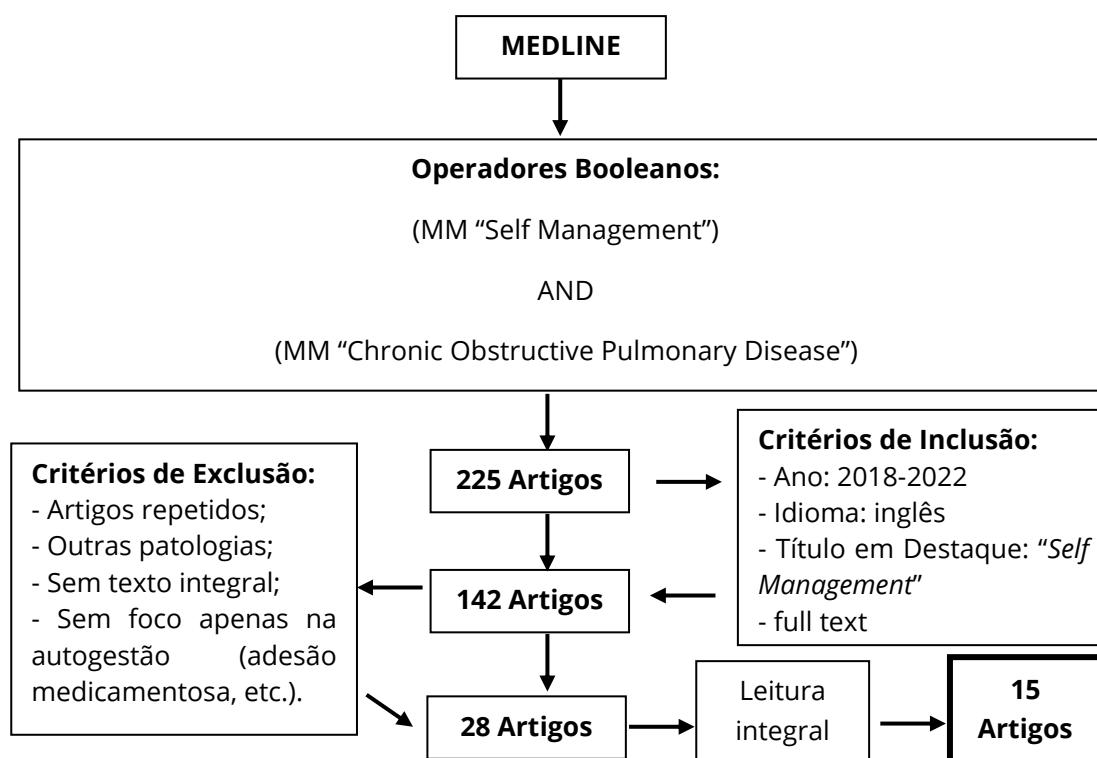 MEDLINE
Operadores Booleanos:
(MM “Self Management”)
AND
(MM “Chronic Obstructive Pulmonary Disease”)
225 Artigos
Critérios de Inclusão:
- Ano: 2018-2022
- Idioma: inglês
- Título em Destaque: “Self
Management”
- full text
Critérios de Exclusão:
- Artigos repetidos;
- Outras patologias;
- Sem texto integral;
- Sem foco apenas na
autogestão (adesão
medicamentosa, etc.).
142 Artigos
28 Artigos
Leitura
integral
15
Artigos